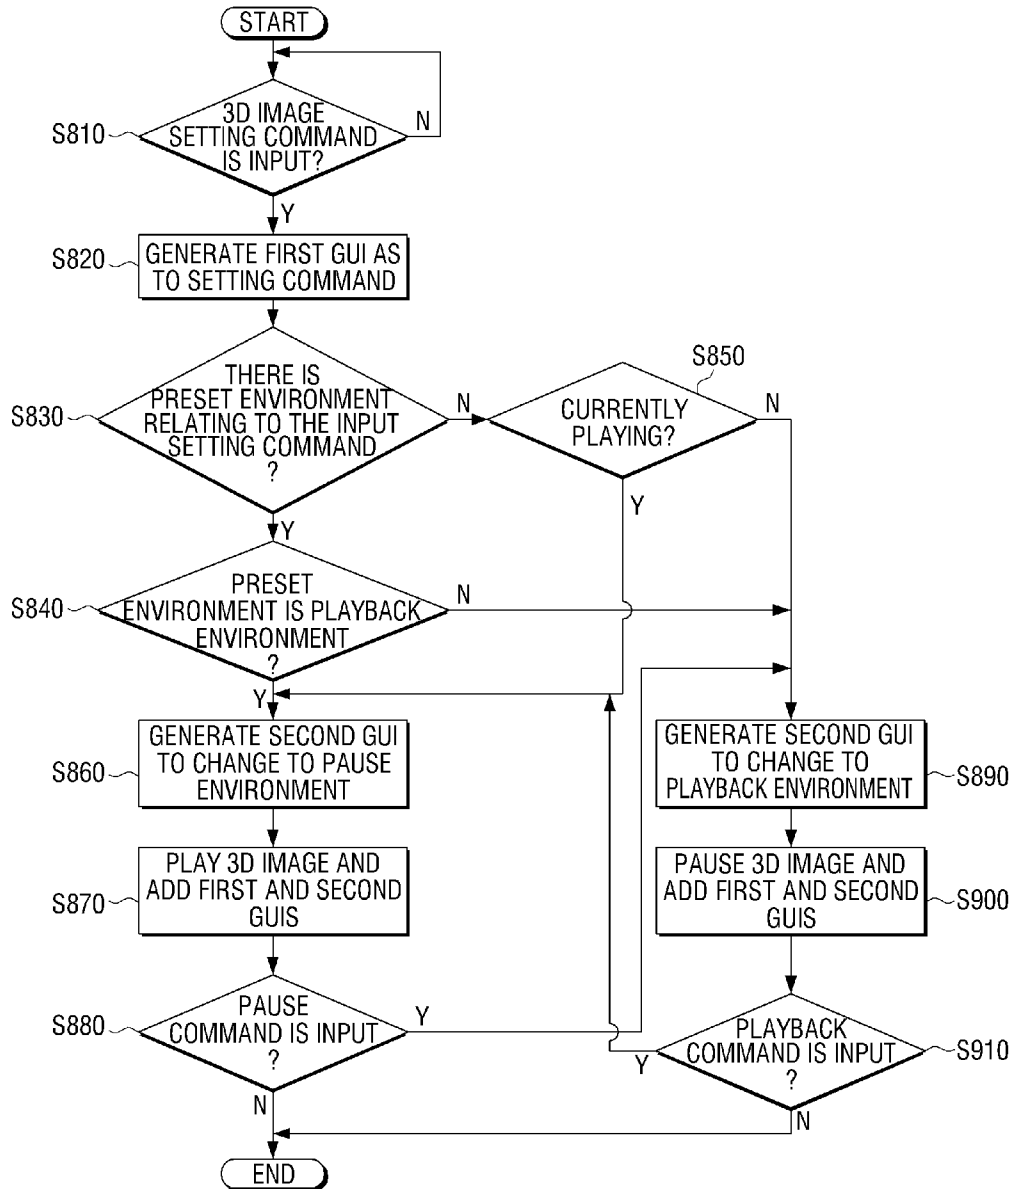 START
3D IMAGE
SETTING COMMAND
IS INPUT?
S810
N
Y
S820
GENERATE FIRST GUI AS
TO SETTING COMMAND
S830
THERE IS
PRESET ENVIRONMENT
RELATING TO THE INPUT
SETTING COMMAND
?
N
Y
S850
CURRENTLY
PLAYING?
N
Y
S840
PRESET
ENVIRONMENT IS PLAYBACK
ENVIRONMENT
?
N
Y
S860
GENERATE SECOND GUI
TO CHANGE TO PAUSE
ENVIRONMENT
GENERATE SECOND GUI
TO CHANGE TO
PLAYBACK ENVIRONMENT
S890
S870
PLAY 3D IMAGE AND
ADD FIRST AND SECOND
GUIS
PAUSE 3D IMAGE AND
ADD FIRST AND SECOND
GUIS
S900
S880
PAUSE
COMMAND IS INPUT
?
Y
N
PLAYBACK
COMMAND IS INPUT
?
S910
Y
N
END